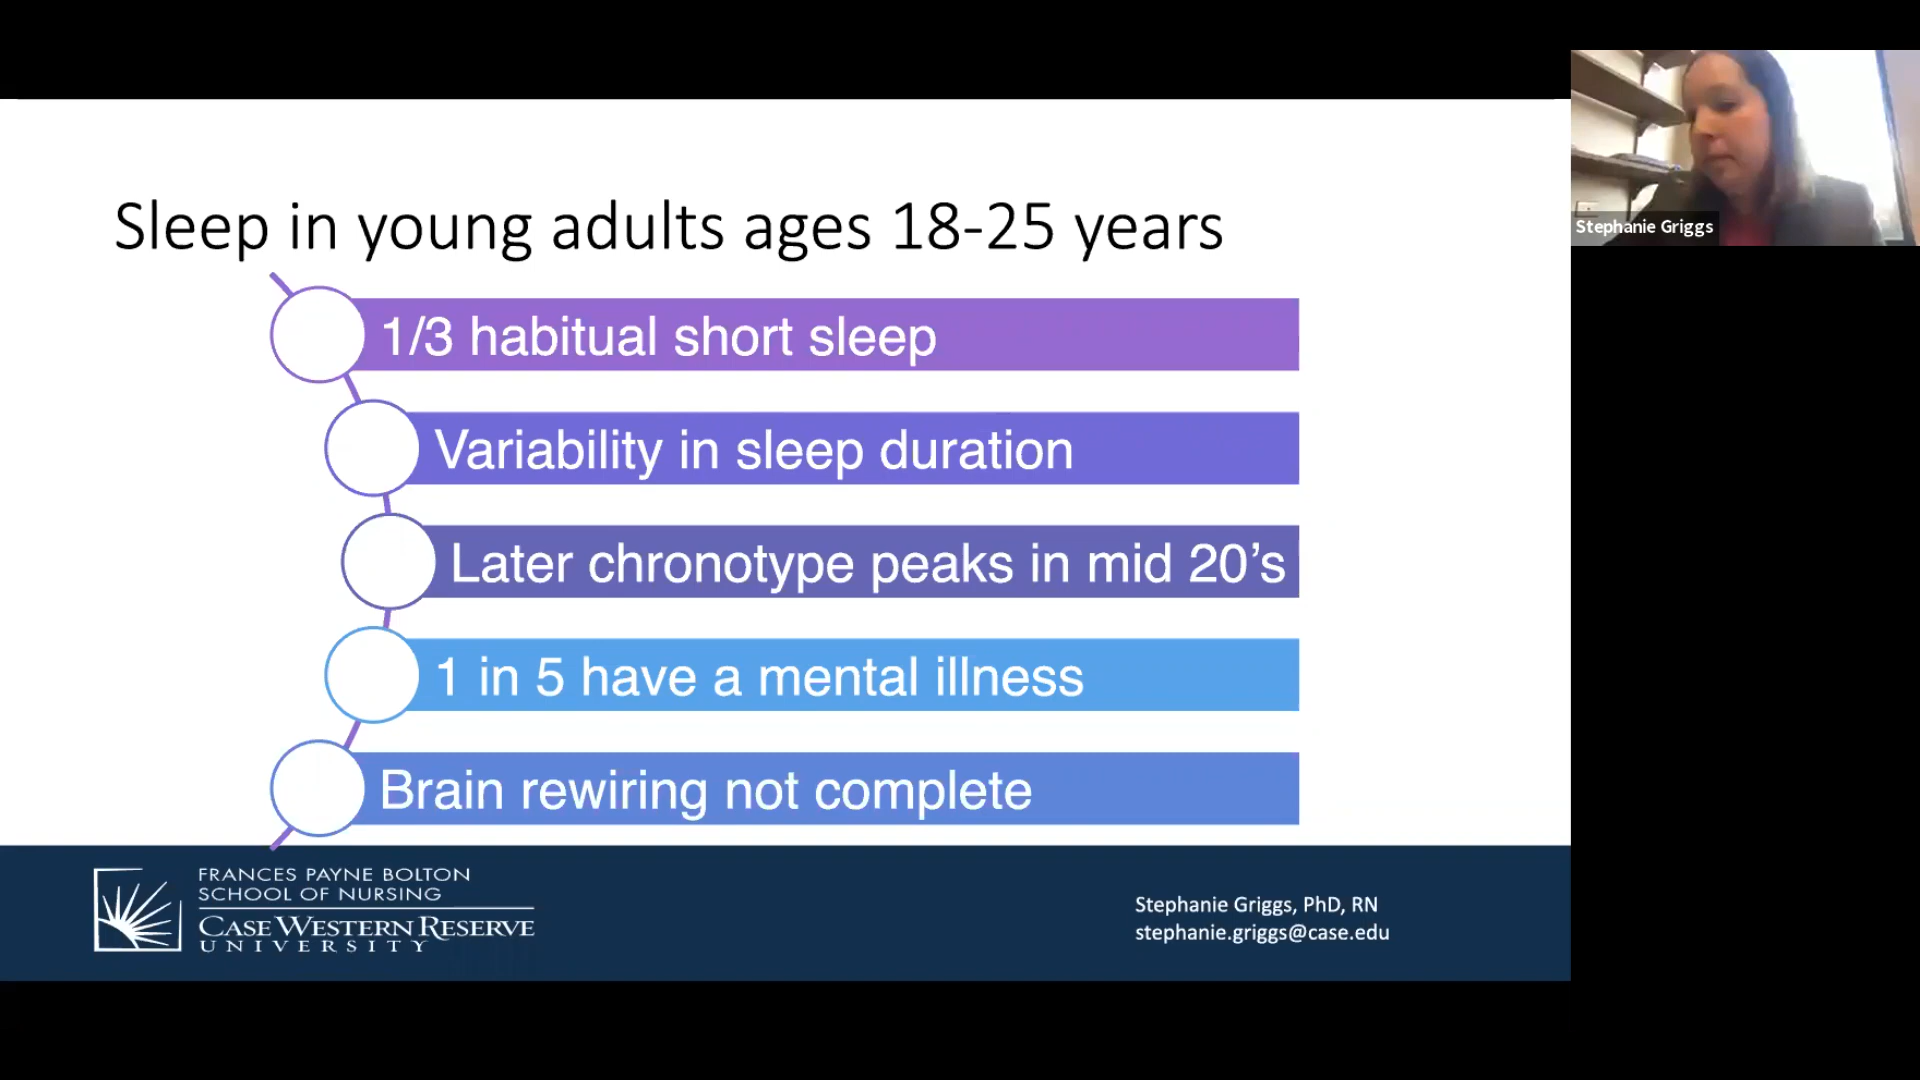 Sleep in young adults ages 18-25 years
1/3 habitual short sleep
Variability in sleep duration
Later chronotype peaks in mid 20’s
1 in 5 have a mental illness
Brain rewiring not complete
FRANCES PAYNE BOLTON
SCHOOL OF NURSING
CASE WESTERN RESERVE
UNIVERSITY
Stephanie Griggs, PhD, RN
stephanie.griggs@case.edu
Stephanie Griggs